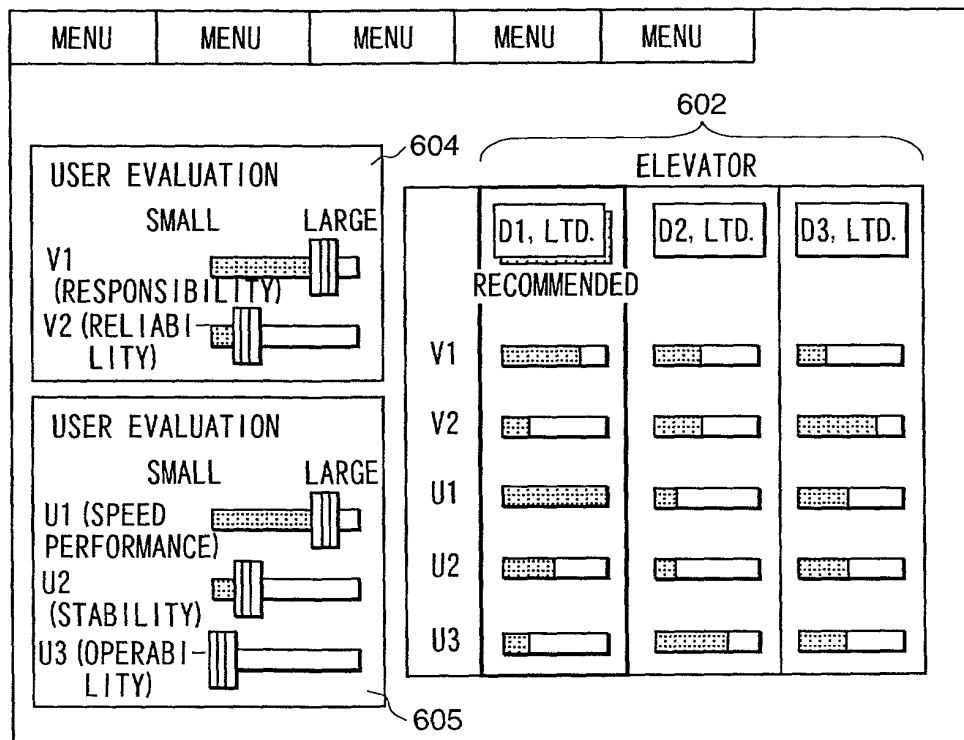 MENU MENU MENU MENU MENU
602
604
ELEVATOR
USER EVALUATION
SMALL LARGE
V1
(RESPONSIBILITY)
V2 (RELIABI-
LITY)
USER EVALUATION
SMALL LARGE
U1 (SPEED
PERFORMANCE)
U2
(STABILITY)
U3 (OPERABI-
LITY)
605
D1, LTD. D2, LTD. D3, LTD.
RECOMMENDED
V1
V2
U1
U2
U3